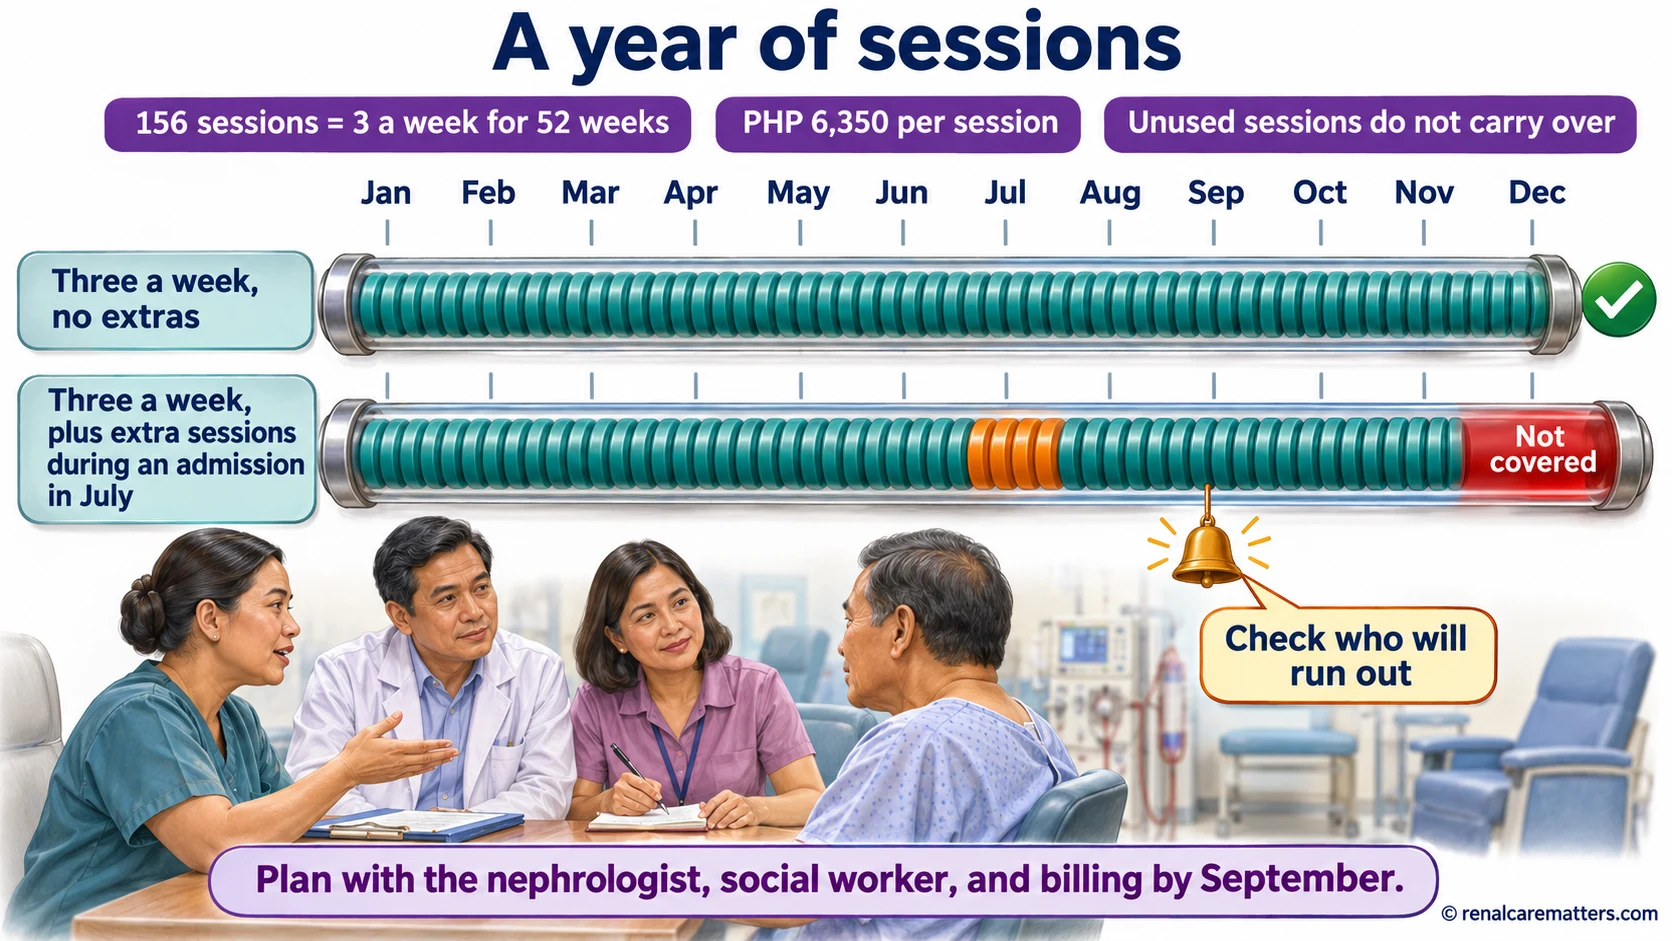 A year of sessions
156 sessions = 3 a week for 52 weeks
PHP 6,350 per session
Unused sessions do not carry over
Jan Feb Mar Apr May Jun Jul Aug Sep Oct Nov Dec
Three a week,
no extras
Three a week,
plus extra sessions
during an admission
in July
Not
covered
Check who will
run out
Plan with the nephrologist, social worker, and billing by September.
© renalcarematters.com